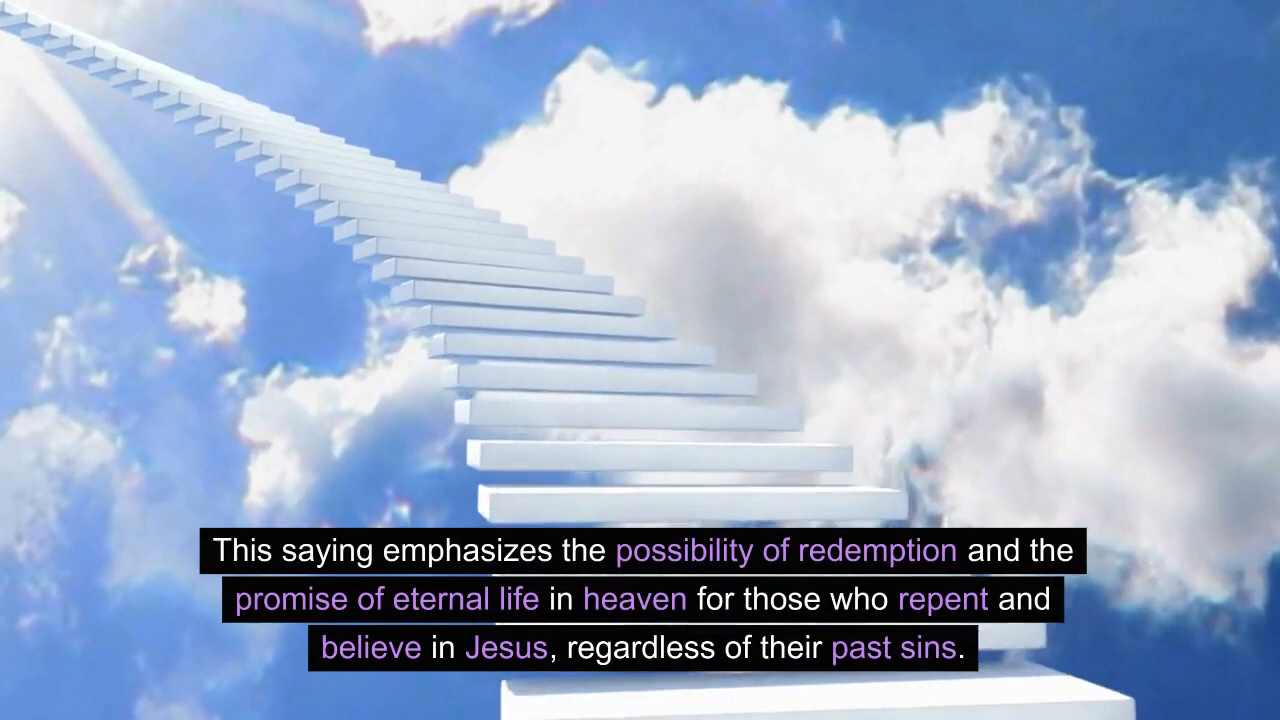 This saying emphasizes the possibility of redemption and the
promise of eternal life in heaven for those who repent and
believe in Jesus, regardless of their past sins.